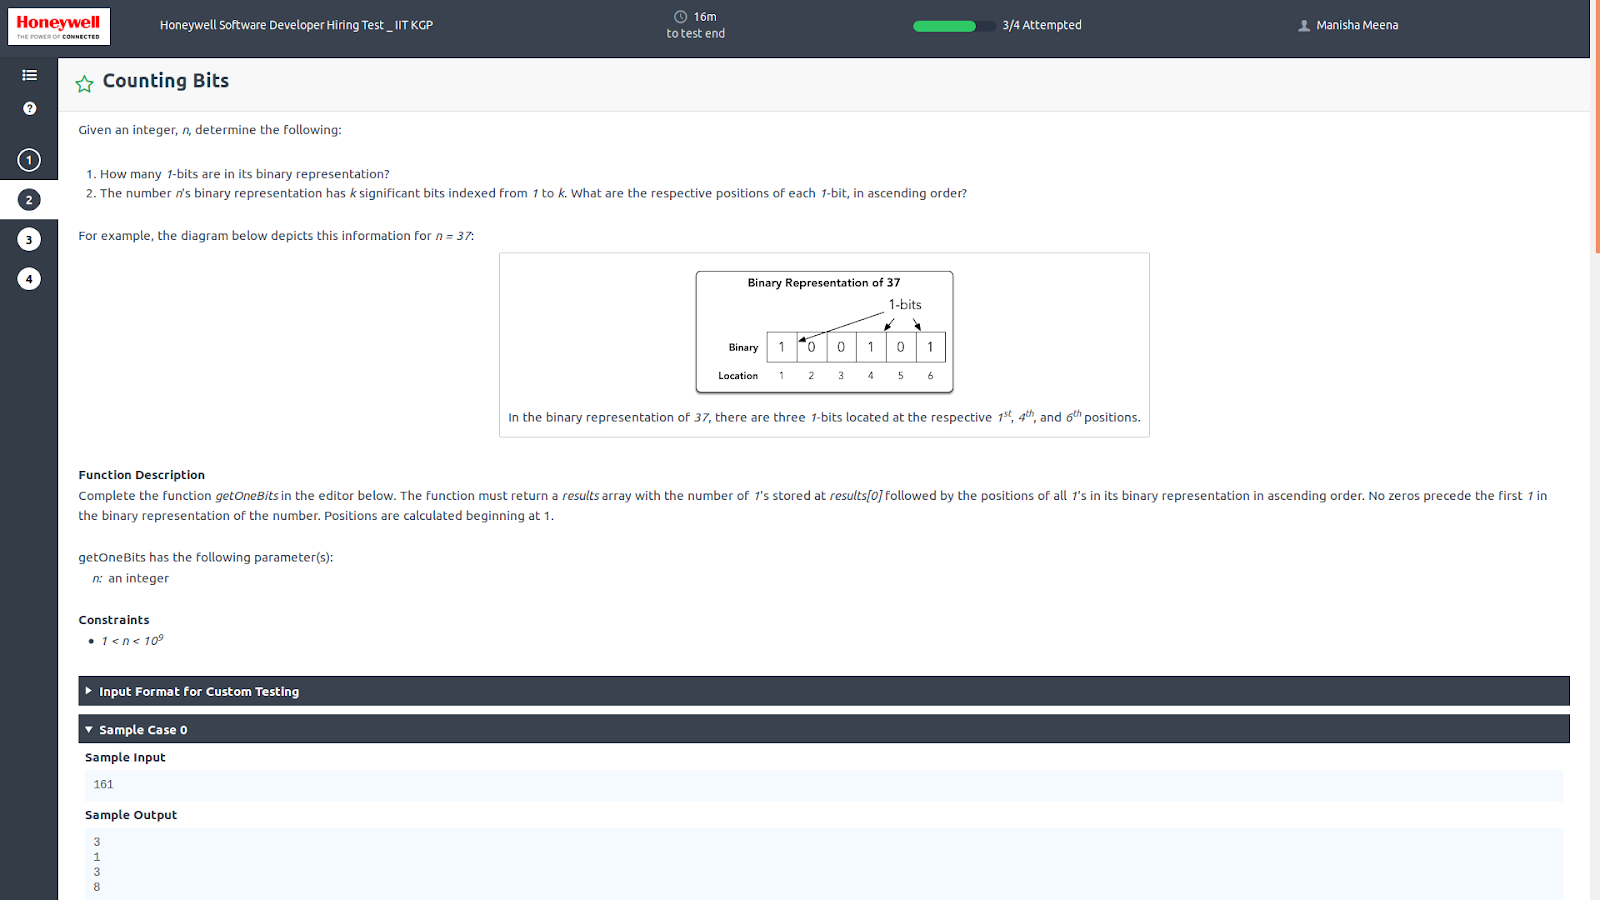 Honeywell
THE POWER OF CONNECTED
Honeywell Software Developer Hiring Test _ IIT KGP
16m
to test end
3/4 Attempted
Manisha Meena
?
1
2
3
4
Counting Bits
Given an integer, n, determine the following:
1. How many 1-bits are in its binary representation?
2. The number n's binary representation has k significant bits indexed from 1 to k. What are the respective positions of each 1-bit, in ascending order?
For example, the diagram below depicts this information for n = 37:
Binary Representation of 37
1-bits
Binary 1 0 0 1 0 1
Location 1 2 3 4 5 6
In the binary representation of 37, there are three 1-bits located at the respective 1st, 4th, and 6th positions.
Function Description
Complete the function getOneBits in the editor below. The function must return a results array with the number of 1's stored at results[0] followed by the positions of all 1's in its binary representation in ascending order. No zeros precede the first 1 in
the binary representation of the number. Positions are calculated beginning at 1.
getOneBits has the following parameter(s):
n: an integer
Constraints
• 1 < n < 10⁹
Input Format for Custom Testing
Sample Case 0
Sample Input
161
Sample Output
3
1
3
8